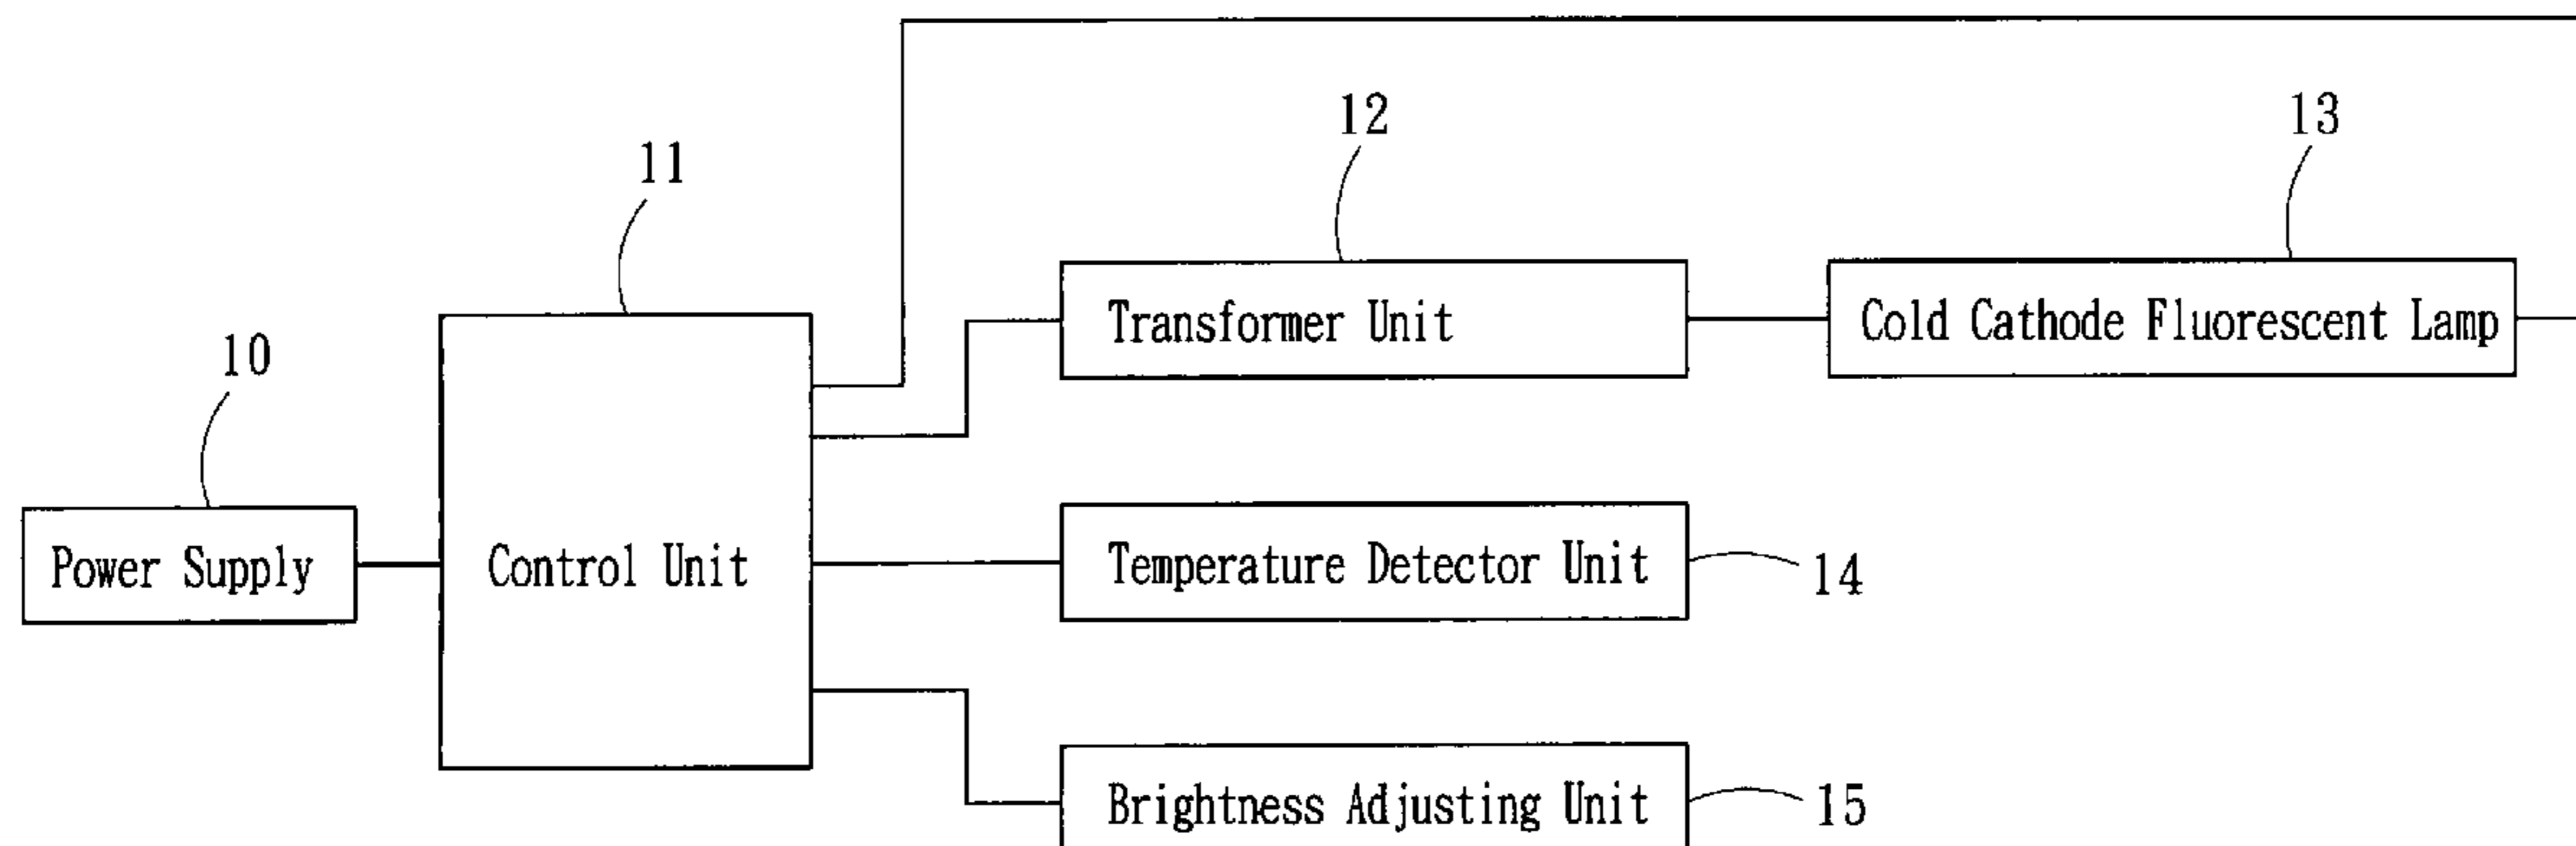 12
13
11
Transformer Unit
Cold Cathode Fluorescent Lamp
10
Power Supply
Control Unit
Temperature Detector Unit
14
Brightness Adjusting Unit
15